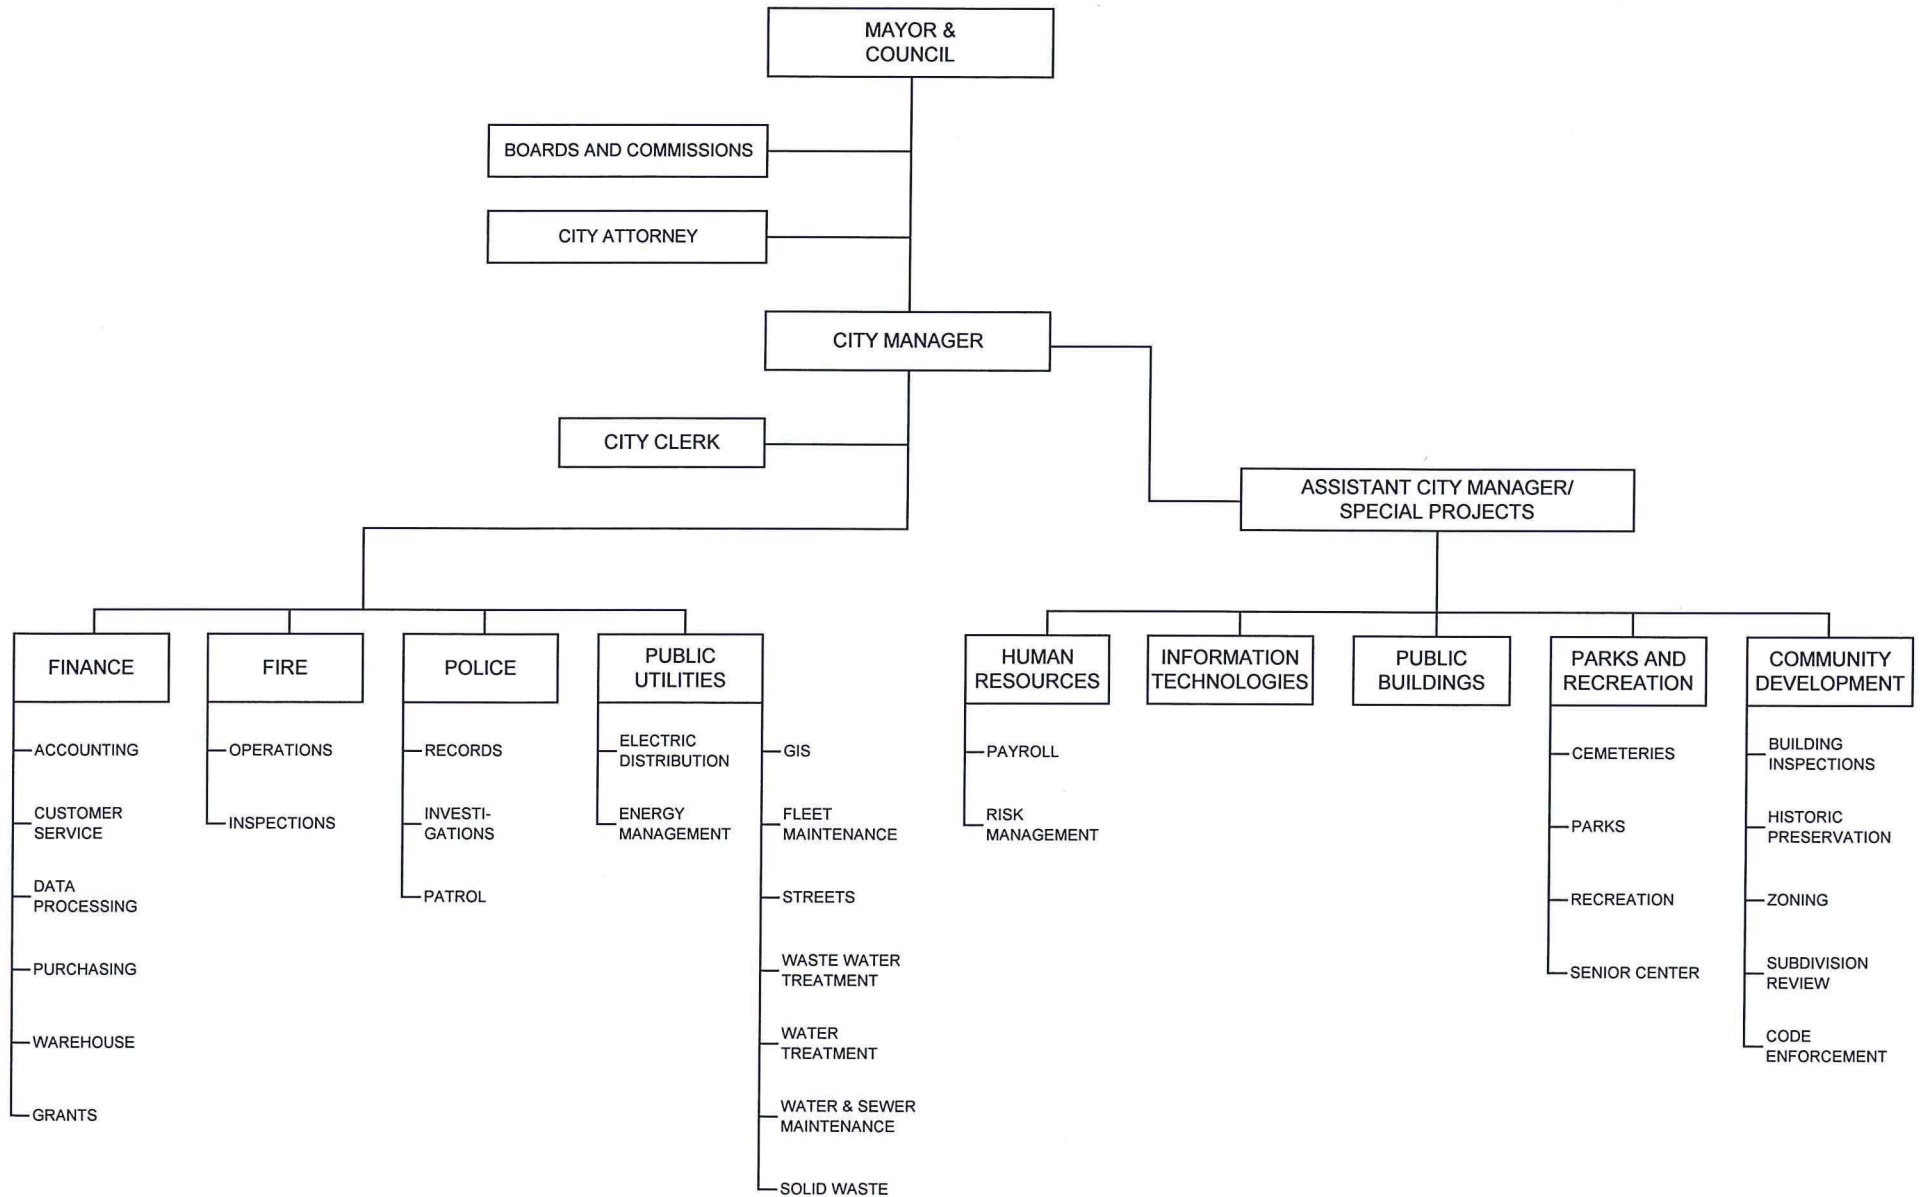 MAYOR &
COUNCIL
BOARDS AND COMMISSIONS
CITY ATTORNEY
CITY MANAGER
CITY CLERK
ASSISTANT CITY MANAGER/
SPECIAL PROJECTS
FINANCE
ACCOUNTING
CUSTOMER
SERVICE
DATA
PROCESSING
PURCHASING
WAREHOUSE
GRANTS
FIRE
OPERATIONS
INSPECTIONS
POLICE
RECORDS
INVESTI-
GATIONS
PATROL
PUBLIC
UTILITIES
ELECTRIC
DISTRIBUTION
ENERGY
MANAGEMENT
GIS
FLEET
MAINTENANCE
STREETS
WASTE WATER
TREATMENT
WATER
TREATMENT
WATER & SEWER
MAINTENANCE
SOLID WASTE
HUMAN
RESOURCES
PAYROLL
RISK
MANAGEMENT
INFORMATION
TECHNOLOGIES
PUBLIC
BUILDINGS
PARKS AND
RECREATION
CEMETERIES
PARKS
RECREATION
SENIOR CENTER
COMMUNITY
DEVELOPMENT
BUILDING
INSPECTIONS
HISTORIC
PRESERVATION
ZONING
SUBDIVISION
REVIEW
CODE
ENFORCEMENT